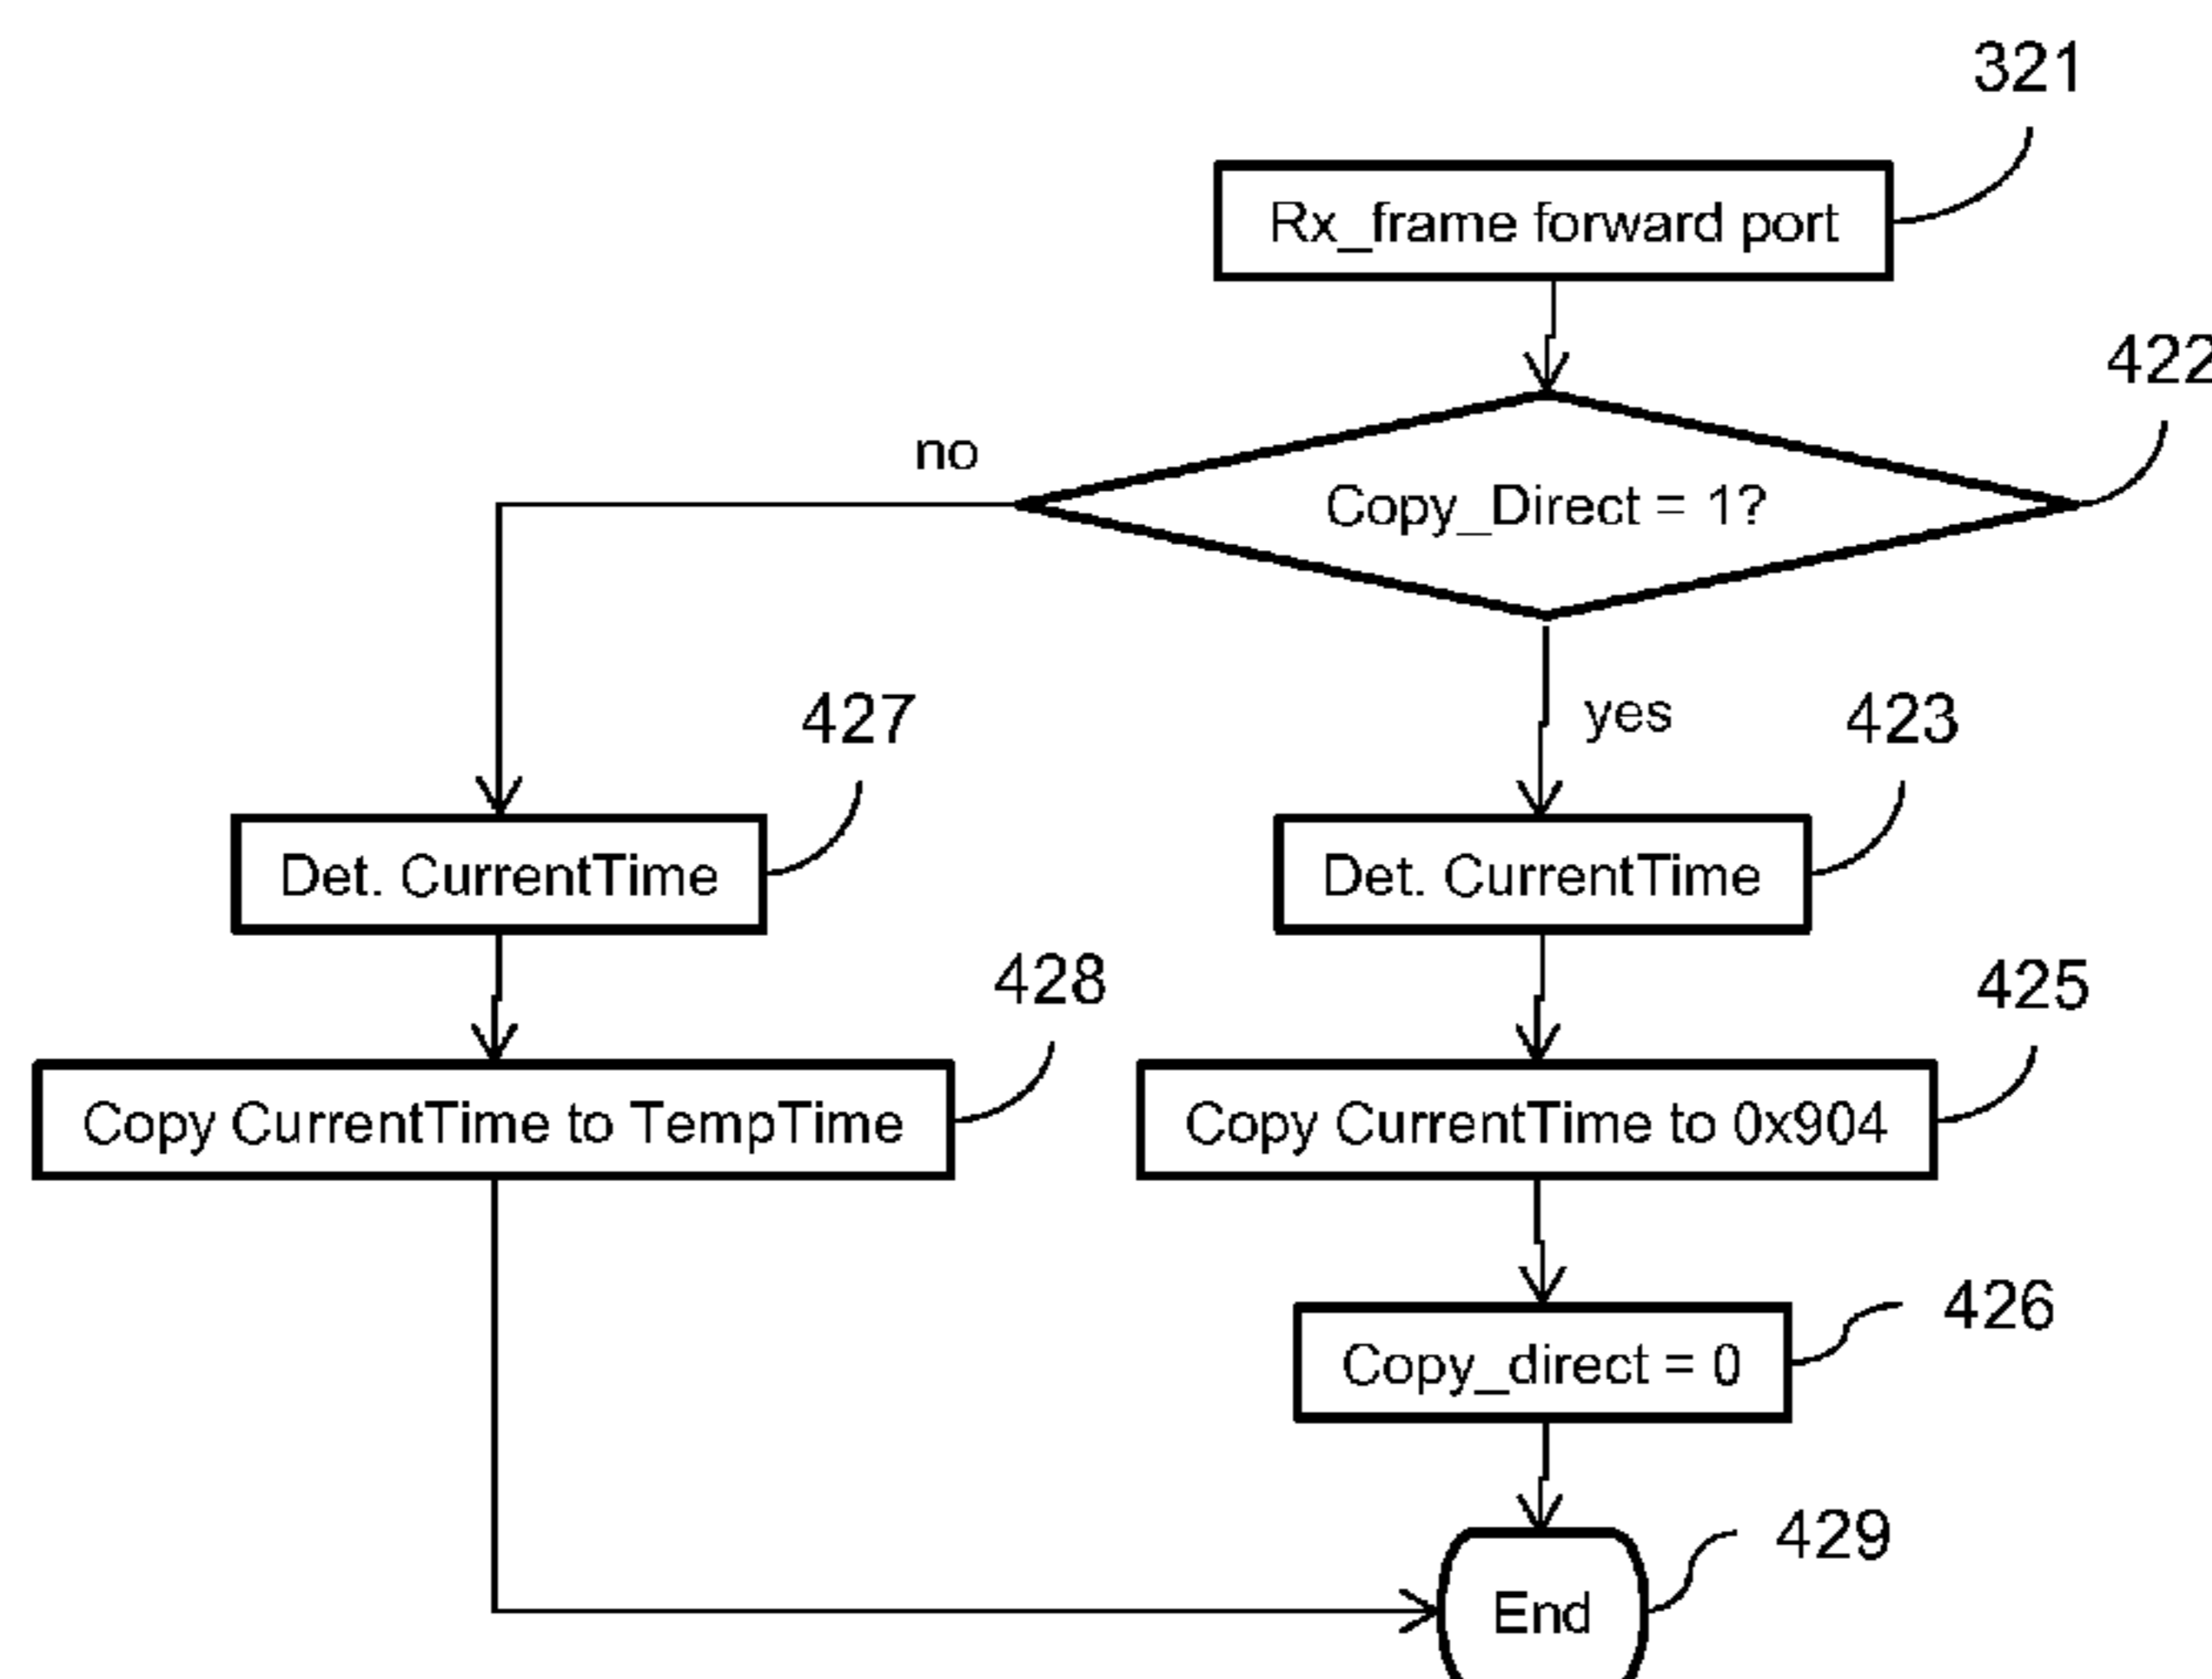 321
Rx_frame forward port
422
no
Copy_Direct = 1?
yes
427
423
Det. CurrentTime
Det. CurrentTime
428
425
Copy CurrentTime to TempTime
Copy CurrentTime to 0x904
426
Copy_direct = 0
429
End